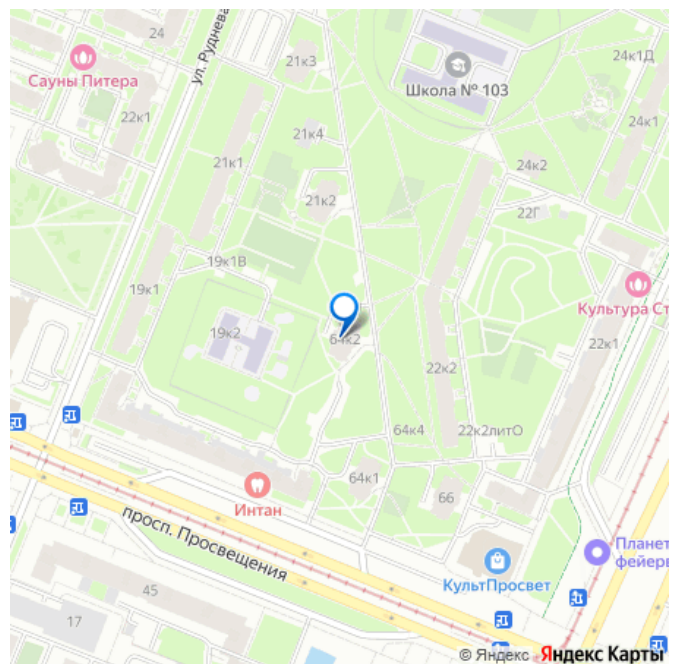 24
Сауны Питера
ул. Руднева
21к3
Школа № 103
24к1Д
22к1
24к1
21к4
21к1
24к2
21к2
22Г
19к1В
19к1
Культура Ст
19к2
64к2
22к1
22к2
64к4
22к2литО
64к1
Интан
66
просп. Просвещения
Планет
фейерв
КультПросвет
45
17
© Яндекс Яндекс Карты